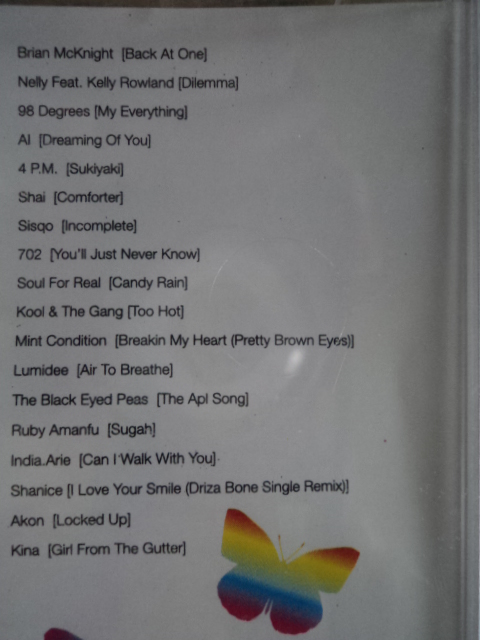 Brian McKnight [Back At One]
Nelly Feat. Kelly Rowland [Dilemma]
98 Degrees [My Everything]
AI [Dreaming Of You]
4 P.M. [Sukiyaki]
Shai [Comforter]
Sisqo [Incomplete]
702 [You'll Just Never Know]
Soul For Real [Candy Rain]
Kool & The Gang [Too Hot]
Mint Condition [Breakin My Heart (Pretty Brown Eyes)]
Lumidee [Air To Breathe]
The Black Eyed Peas [The Apl Song]
Ruby Amanfu [Sugah]
India.Arie [Can I Walk With You]
Shanice [I Love Your Smile (Driza Bone Single Remix)]
Akon [Locked Up]
Kina [Girl From The Gutter]